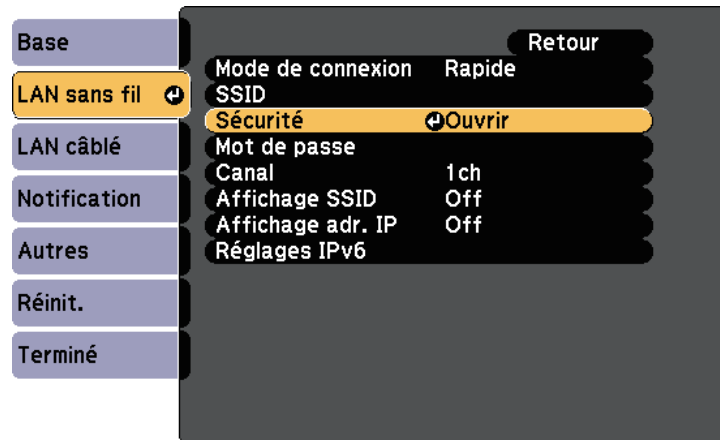 Base
LAN sans fil
LAN câblé
Notification
Autres
Réinit.
Terminé
Retour
Mode de connexion Rapide
SSID
Sécurité Ouvrir
Mot de passe
Canal 1ch
Affichage SSID Off
Affichage adr. IP Off
Réglages IPv6